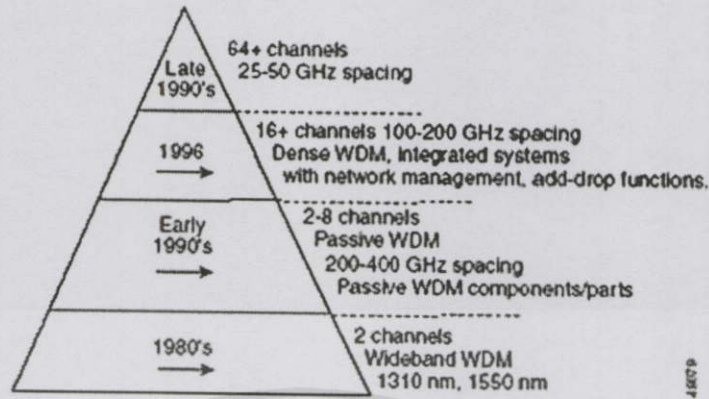 Late
1990's
64+ channels
25-50 GHz spacing
1996
16+ channels 100-200 GHz spacing
Dense WDM, integrated systems
with network management, add-drop functions.
Early
1990's
2-8 channels
Passive WDM
200-400 GHz spacing
Passive WDM components/parts
1980's
2 channels
Wideband WDM
1310 nm, 1550 nm